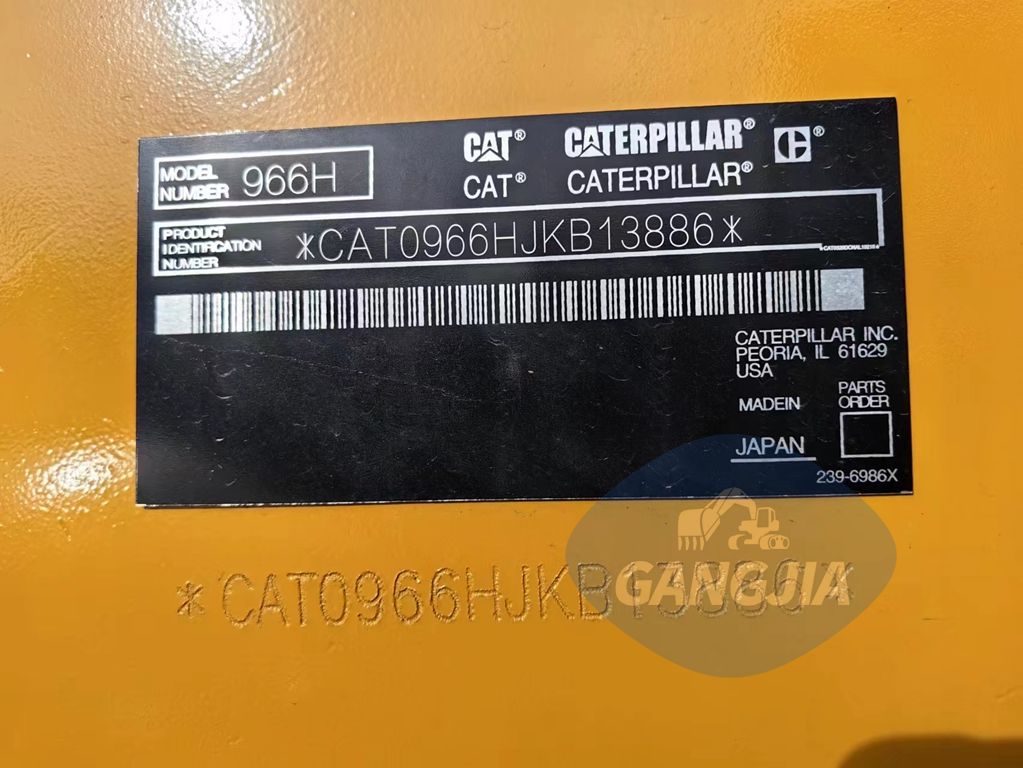 MODEL
NUMBER 966H
CAT® CATERPILLAR® ®
CAT® CATERPILLAR®
PRODUCT
IDENTIFICATION
NUMBER
*CAT0966HJKB13886*
CATERPILLAR INC.
PEORIA, IL 61629
USA
MADEIN
JAPAN
PARTS
ORDER
239-6986X
*CAT0966HJKB13886*
GANGJIA